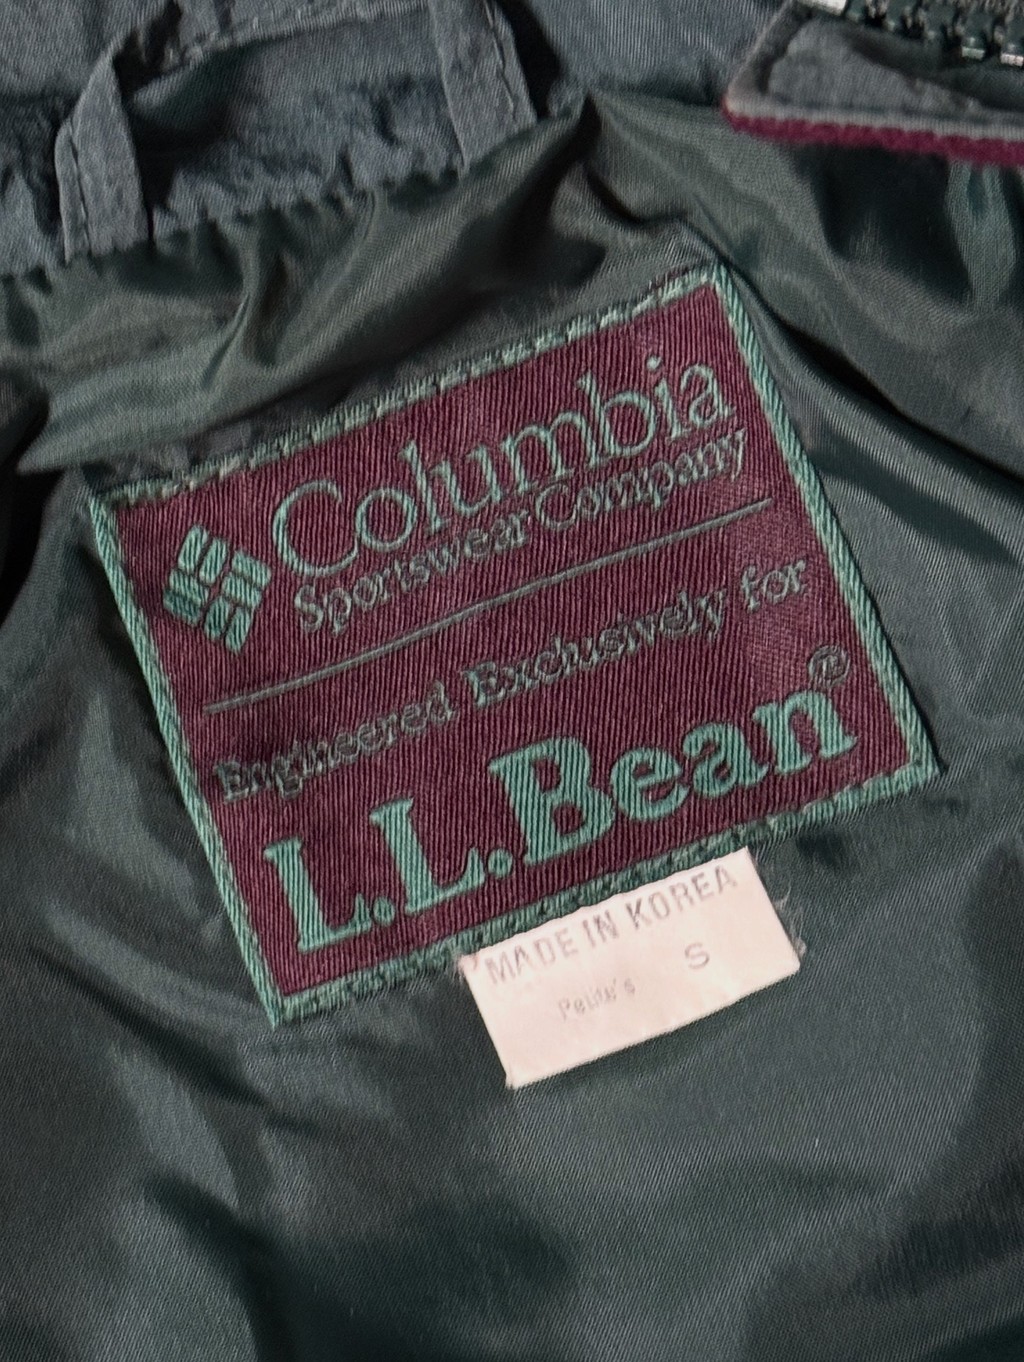 Columbia
Sportswear Company
Engineered Exclusively for
L.L.Bean®
MADE IN KOREA
S
Petite's